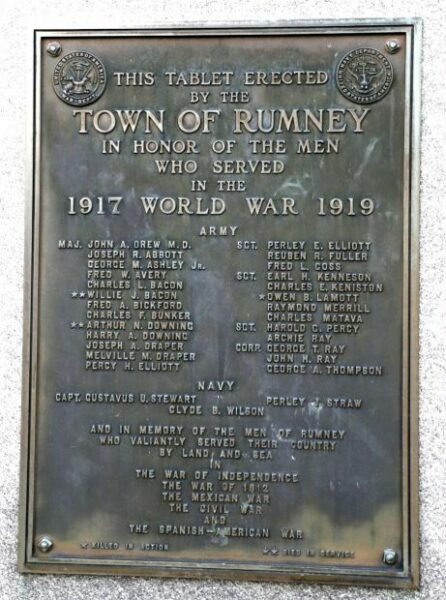 THIS TABLET ERECTED
BY THE
TOWN OF RUMNEY
IN HONOR OF THE MEN
WHO SERVED
IN THE
1917 WORLD WAR 1919
ARMY
MAJ. JOHN A. DREW M.D.
JOSEPH R. ABBOTT
GEORGE M. ASHLEY JR.
FRED W. AVERY
CHARLES L. BACON
**WILLIE J. BACON
FRED A. BICKFORD
CHARLES F. BUNKER
**ARTHUR N. DOWNING
HARRY A. DOWNING
JOSEPH A. DRAPER
MELVILLE M. DRAPER
PERCY H. ELLIOTT
SGT. PERLEY E. ELLIOTT
REUBEN R. FULLER
FRED L. GOSS
SGT. EARL H. KENNESON
CHARLES E. KENISTON
*OWEN B. LAMOTT
RAYMOND MERRILL
CHARLES MATAVA
SGT. HAROLD C. PERCY
ARCHIE RAY
CORP. GEORGE T. RAY
JOHN H. RAY
GEORGE A. THOMPSON
NAVY
CAPT. GUSTAVUS U. STEWART
PERLEY J. STRAW
CLYDE B. WILSON
AND IN MEMORY OF THE MEN OF RUMNEY
WHO VALIANTLY SERVED THEIR COUNTRY
BY LAND AND SEA
IN
THE WAR OF INDEPENDENCE
THE WAR OF 1812
THE MEXICAN WAR
THE CIVIL WAR
AND
THE SPANISH-AMERICAN WAR
* KILLED IN ACTION
** DIED IN SERVICE